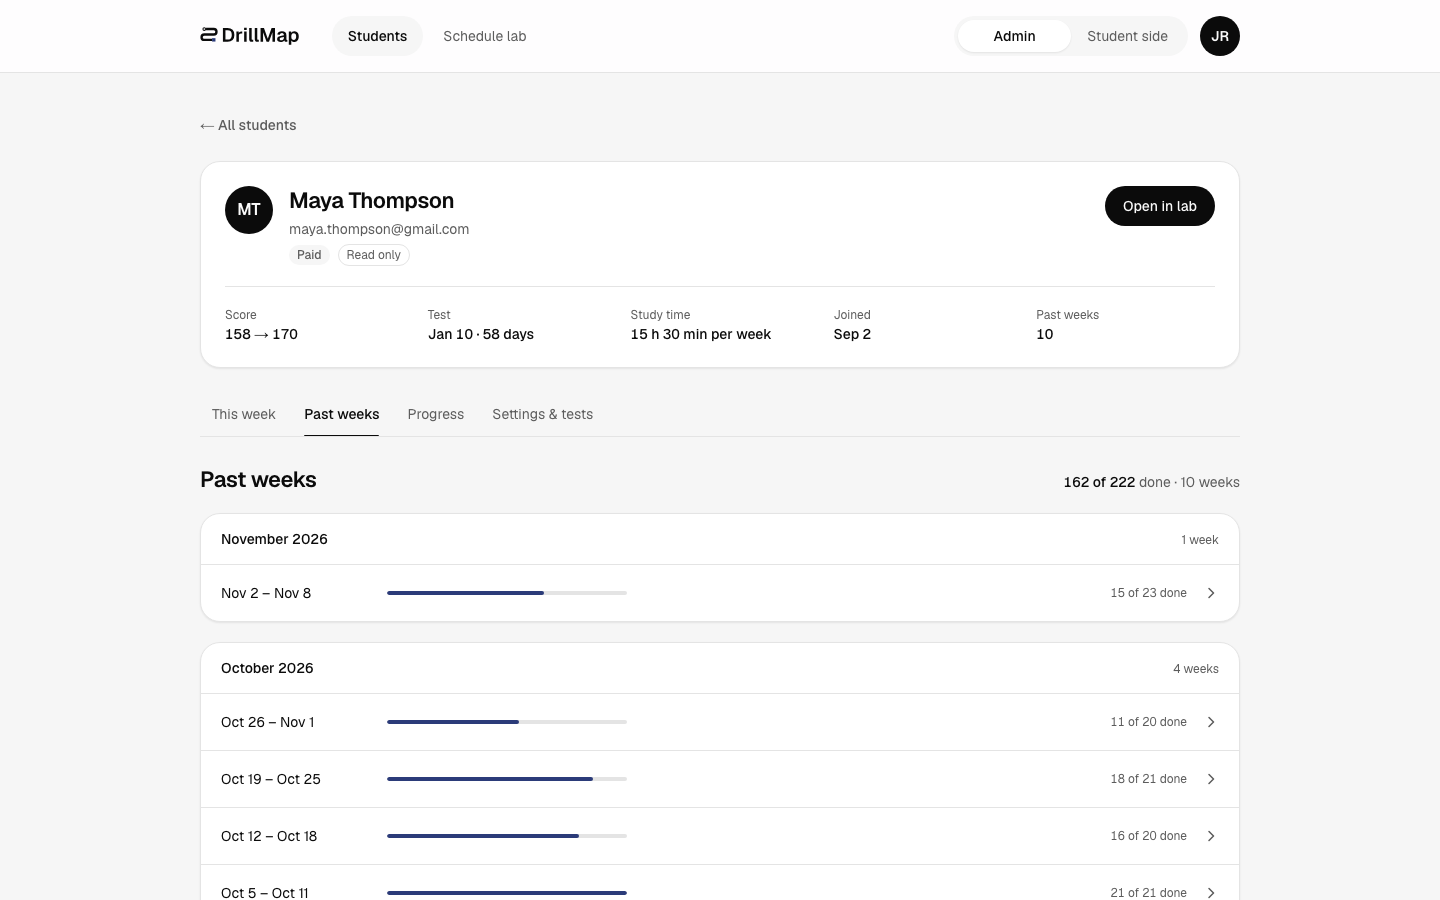 DrillMap
Students
Schedule lab
Admin
Student side
JR
← All students
MT
Maya Thompson
maya.thompson@gmail.com
Paid
Read only
Open in lab
Score
158 → 170
Test
Jan 10 · 58 days
Study time
15 h 30 min per week
Joined
Sep 2
Past weeks
10
This week
Past weeks
Progress
Settings & tests
Past weeks
162 of 222 done · 10 weeks
November 2026
1 week
Nov 2 – Nov 8
15 of 23 done
October 2026
4 weeks
Oct 26 – Nov 1
11 of 20 done
Oct 19 – Oct 25
18 of 21 done
Oct 12 – Oct 18
16 of 20 done
Oct 5 – Oct 11
21 of 21 done